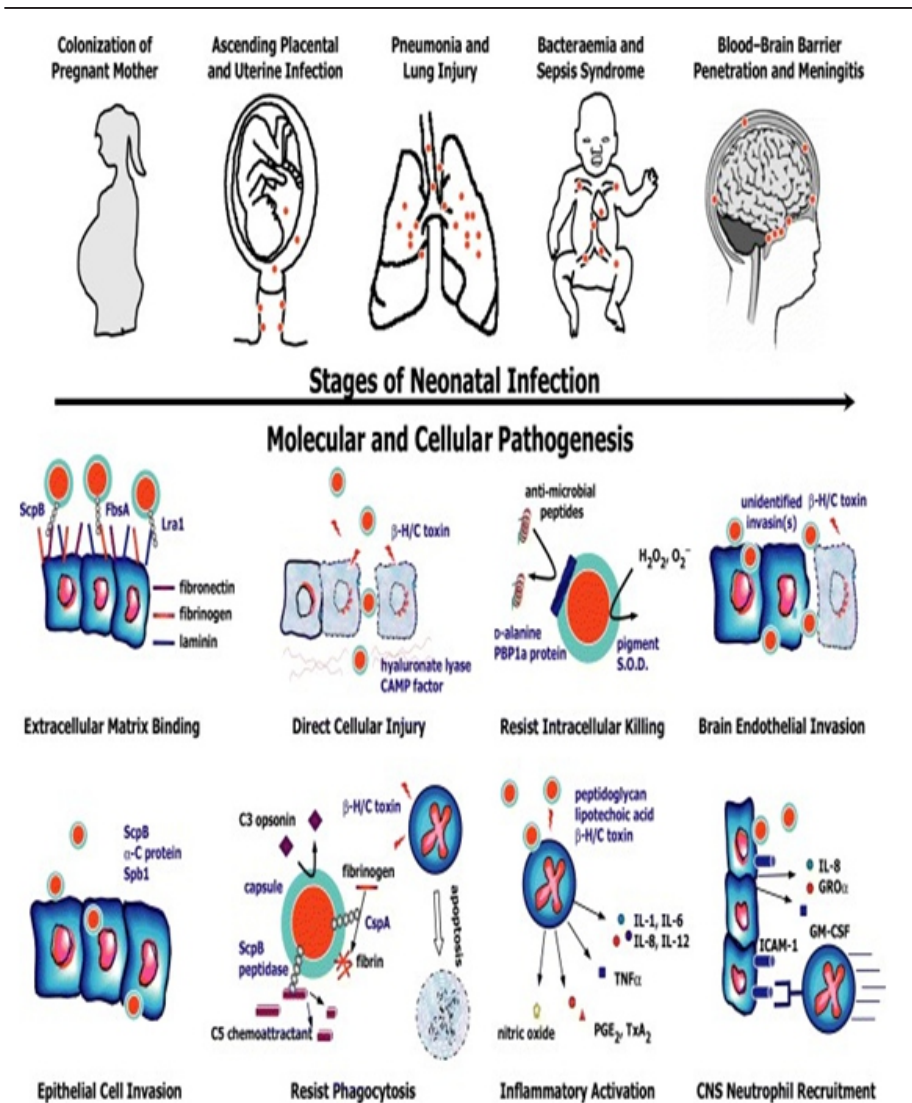 Colonization of
Pregnant Mother
Ascending Placental
and Uterine Infection
Pneumonia and
Lung Injury
Bacteraemia and
Sepsis Syndrome
Blood-Brain Barrier
Penetration and Meningitis
Stages of Neonatal Infection
Molecular and Cellular Pathogenesis
ScpB
FbsA
Lra1
fibronectin
fibrinogen
laminin
Extracellular Matrix Binding
β-H/C toxin
hyaluronate lyase
CAMP factor
Direct Cellular Injury
anti-microbial
peptides
H₂O₂, O₂⁻
D-alanine
PBP1a protein
pigment
S.O.D.
Resist Intracellular Killing
unidentified
invasin(s)
β-H/C toxin
Brain Endothelial Invasion
ScpB
α-C protein
Spb1
Epithelial Cell Invasion
C3 opsonin
β-H/C toxin
capsule
fibrinogen
CspA
ScpB
peptidase
fibrin
C5 chemoattractant
apoptosis
Resist Phagocytosis
peptidoglycan
lipotechoic acid
β-H/C toxin
IL-1, IL-6
IL-8, IL-12
TNFα
nitric oxide
PGE₂, TxA₂
Inflammatory Activation
IL-8
GROα
ICAM-1
GM-CSF
CNS Neutrophil Recruitment